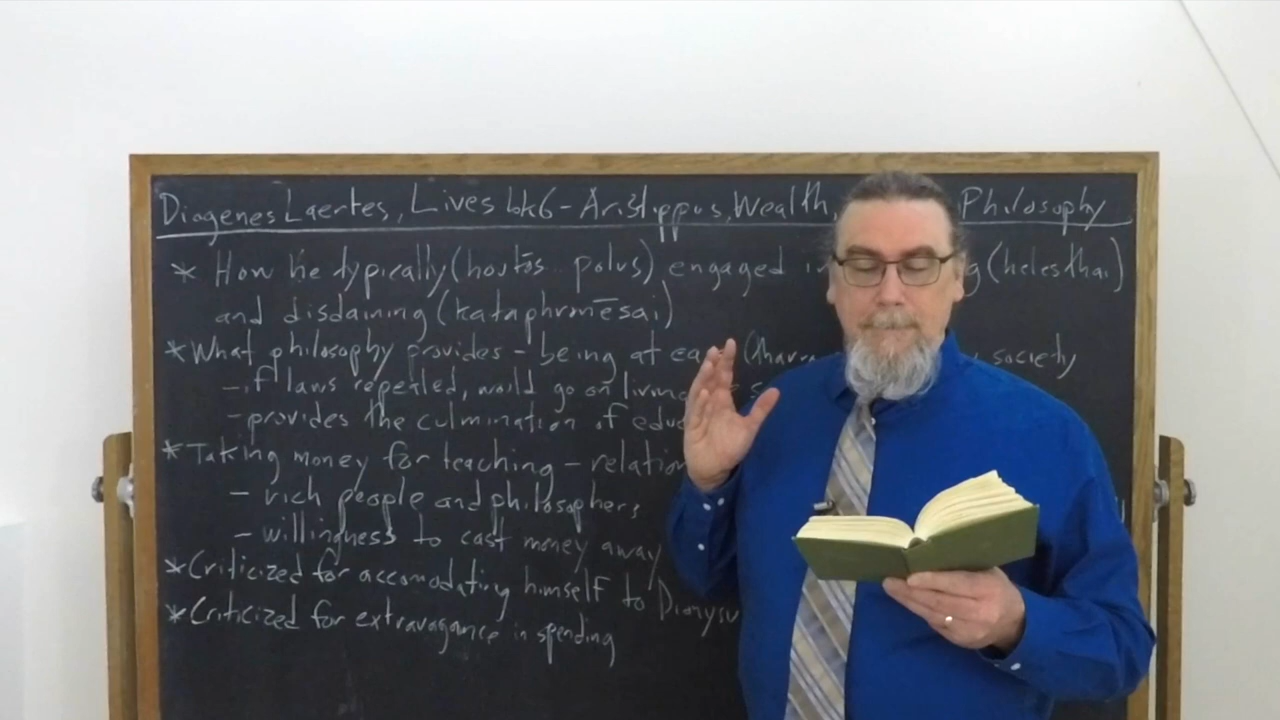 Diogenes Laertes, Lives bk6 - Aristippus, Wealth, Philosophy
* How he typically (houtōs polus) engaged in g (helesthai)
and disdaining (kataphronēsai)
* What philosophy provides - being at ea (tharr society
- if laws repealed, would go on living s
- provides the culmination of educ
* Taking money for teaching - relation
- rich people and philosophers
- willingness to cast money away
* Criticized for accomodating himself to Dionysu
* Criticized for extravagance in spending